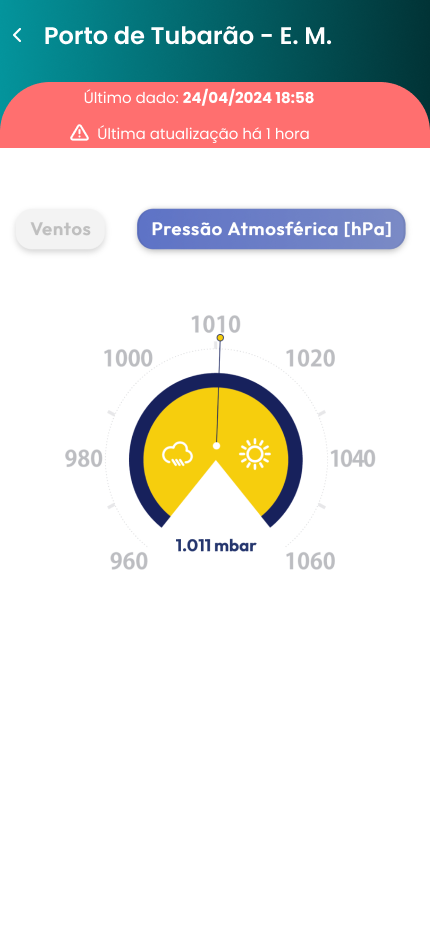 Porto de Tubarão - E. M.
Último dado: 24/04/2024 18:58
Última atualização há 1 hora
Ventos
Pressão Atmosférica [hPa]
1010
1000
1020
980
1040
1.011 mbar
960
1060